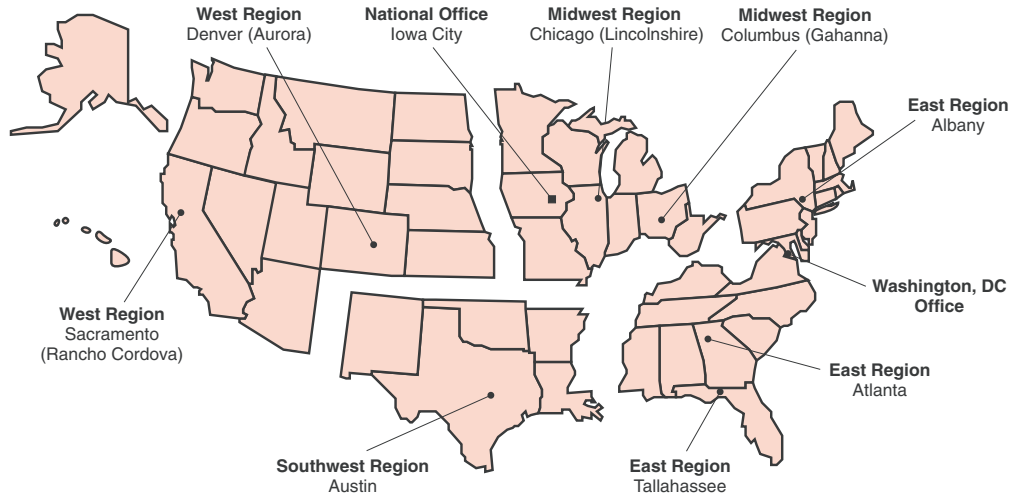 West Region
Denver (Aurora)
National Office
Iowa City
Midwest Region
Chicago (Lincolnshire)
Midwest Region
Columbus (Gahanna)
East Region
Albany
Washington, DC
Office
West Region
Sacramento
(Rancho Cordova)
East Region
Atlanta
Southwest Region
Austin
East Region
Tallahassee